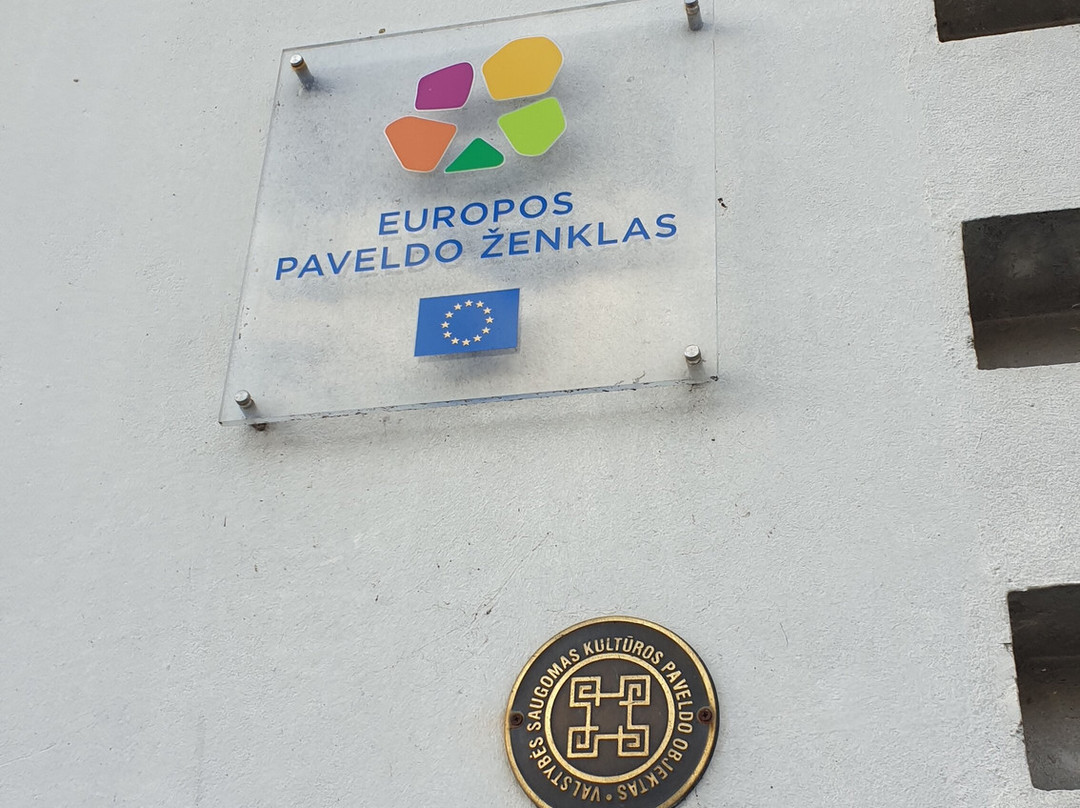 EUROPOS
PAVELDO ŽENKLAS
VALSTYBĖS SAUGOMAS KULTŪROS PAVELDO OBJEKTAS •